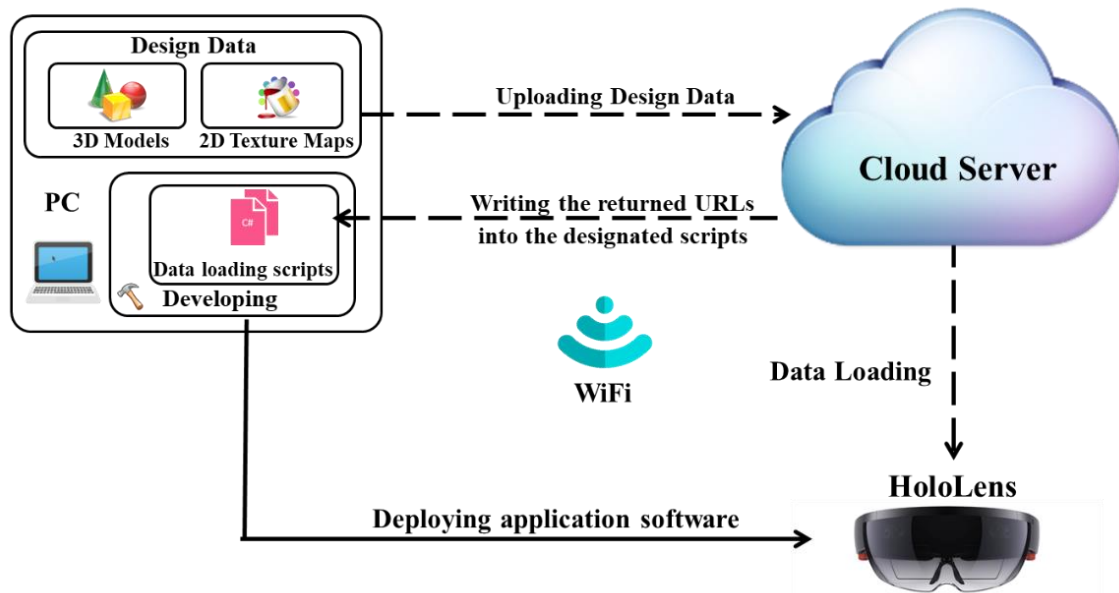 Design Data
3D Models
2D Texture Maps
Uploading Design Data
Cloud Server
PC
C#
Data loading scripts
Developing
Writing the returned URLs
into the designated scripts
WiFi
Data Loading
HoloLens
Deploying application software